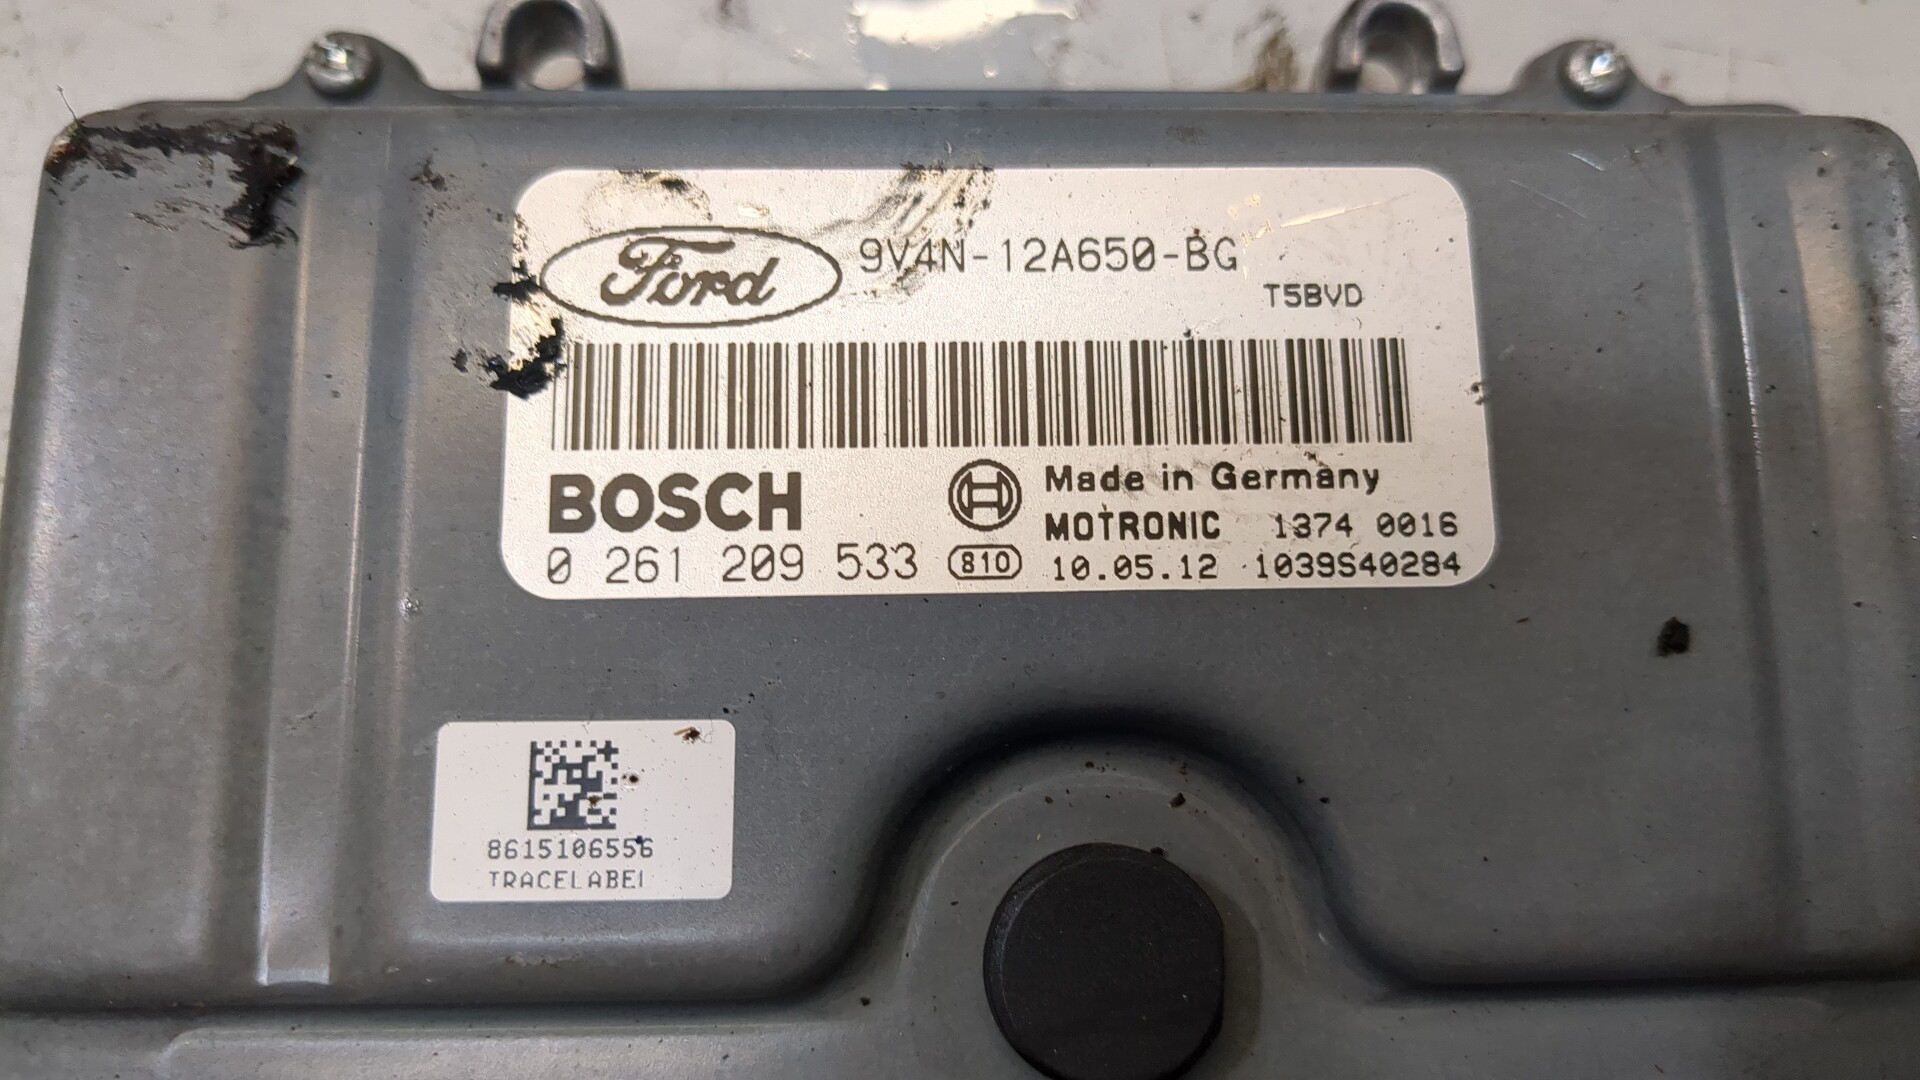 Ford 9V4N-12A650-BG
T5BVD
BOSCH
Made in Germany
MOTRONIC 1374 0016
0 261 209 533 810 10.05.12 1039S40284
8615106556
TRACELABEL